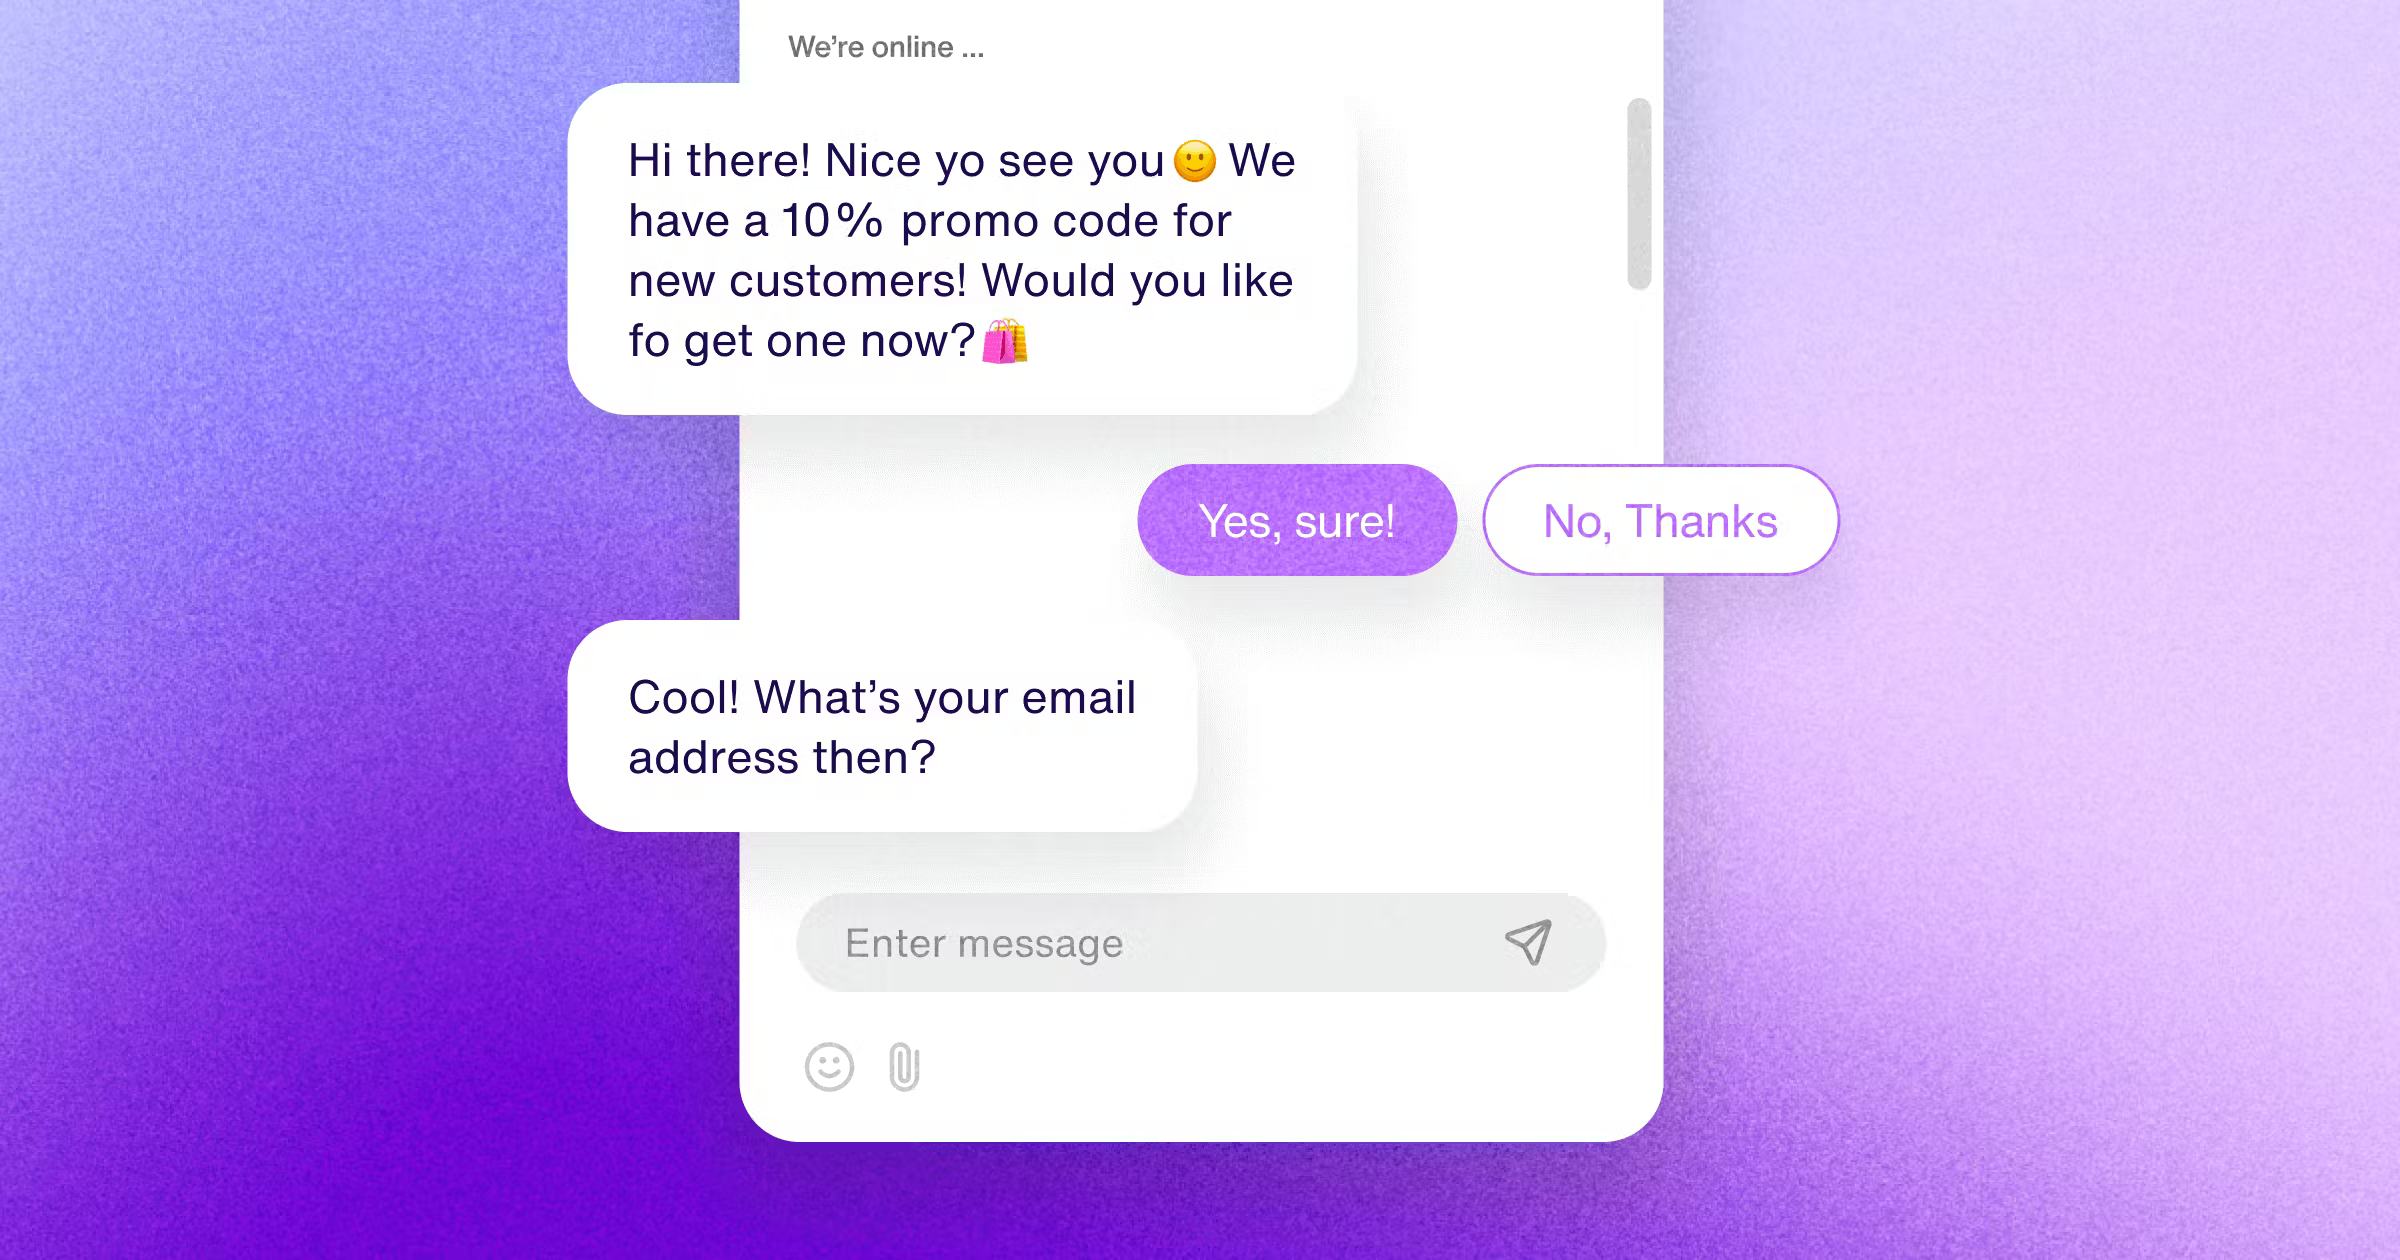 We’re online ...
Hi there! Nice yo see you🙂 We
have a 10% promo code for
new customers! Would you like
fo get one now?🛍️
Yes, sure!
No, Thanks
Cool! What’s your email
address then?
Enter message